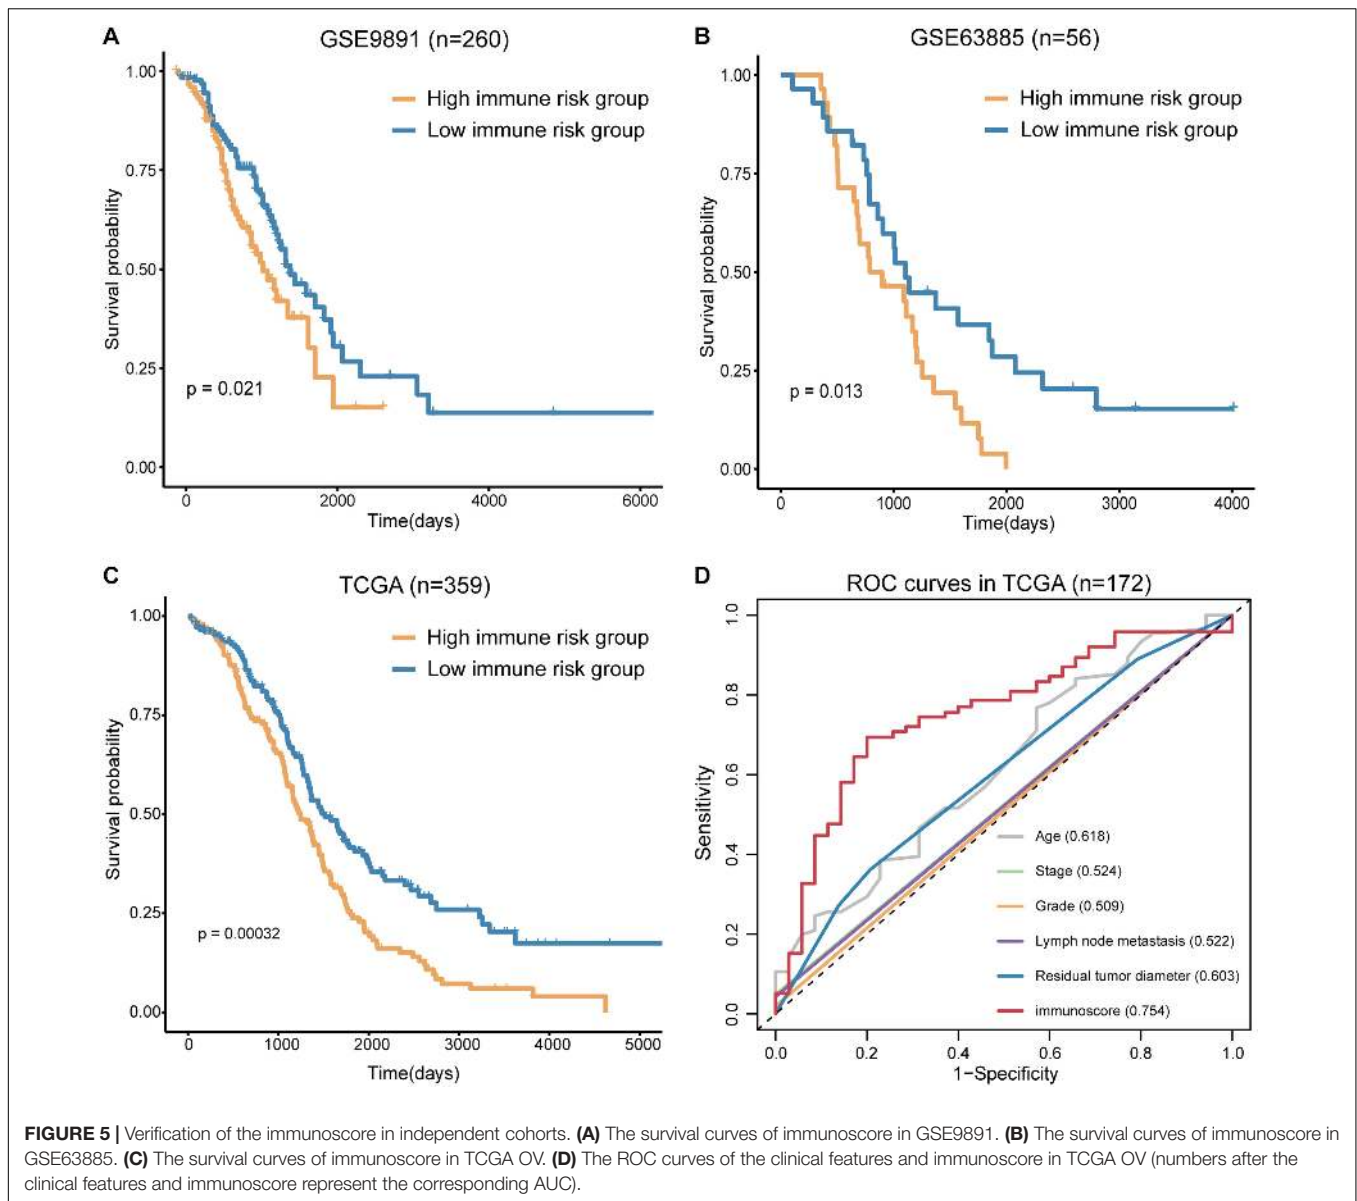 A
GSE9891 (n=260)
High immune risk group
Low immune risk group
1.00
0.75
0.50
0.25
0.00
Survival probability
p = 0.021
0 2000 4000 6000
Time(days)
B
GSE63885 (n=56)
High immune risk group
Low immune risk group
1.00
0.75
0.50
0.25
0.00
Survival probability
p = 0.013
0 1000 2000 3000 4000
Time(days)
C
TCGA (n=359)
High immune risk group
Low immune risk group
1.00
0.75
0.50
0.25
0.00
Survival probability
p = 0.00032
0 1000 2000 3000 4000 5000
Time(days)
D
ROC curves in TCGA (n=172)
1.0
0.8
0.6
0.4
0.2
0.0
Sensitivity
Age (0.618)
Stage (0.524)
Grade (0.509)
Lymph node metastasis (0.522)
Residual tumor diameter (0.603)
immunoscore (0.754)
0.0 0.2 0.4 0.6 0.8 1.0
1−Specificity
FIGURE 5 | Verification of the immunoscore in independent cohorts. (A) The survival curves of immunoscore in GSE9891. (B) The survival curves of immunoscore in
GSE63885. (C) The survival curves of immunoscore in TCGA OV. (D) The ROC curves of the clinical features and immunoscore in TCGA OV (numbers after the
clinical features and immunoscore represent the corresponding AUC).